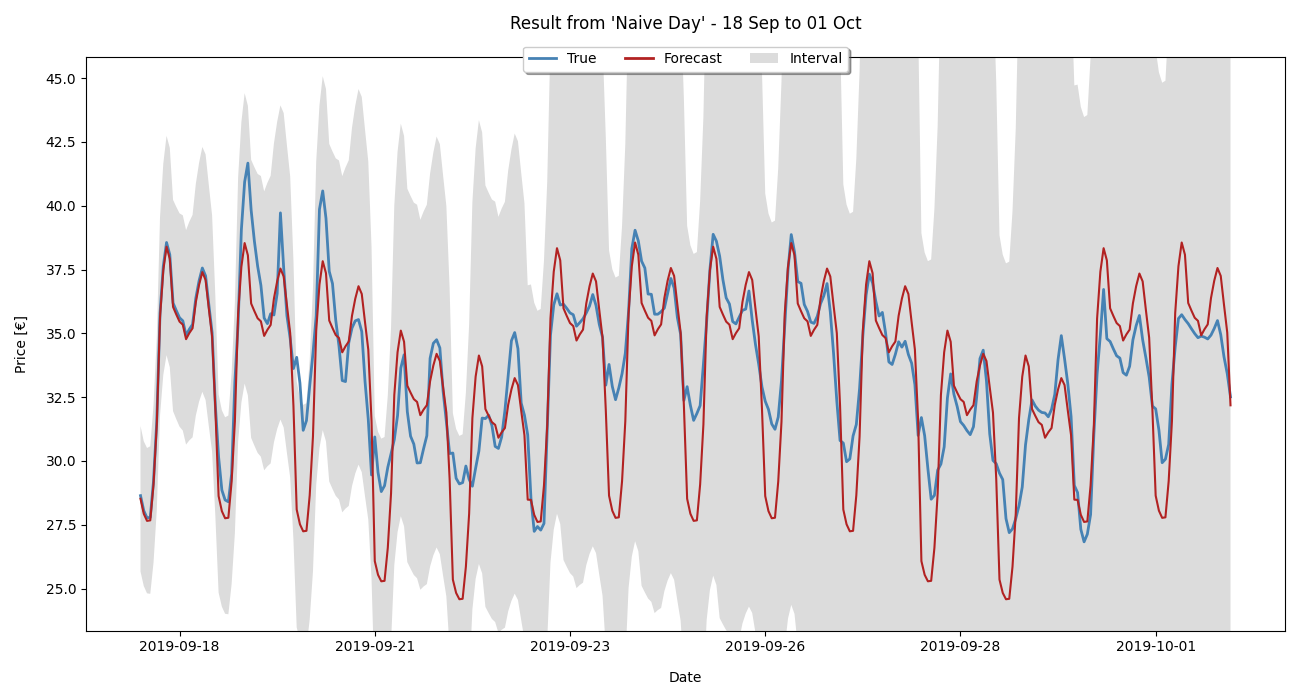 Result from 'Naive Day' - 18 Sep to 01 Oct
True Forecast Interval
45.0
42.5
40.0
37.5
35.0
32.5
30.0
27.5
25.0
Price [€]
2019-09-18 2019-09-21 2019-09-23 2019-09-26 2019-09-28 2019-10-01
Date